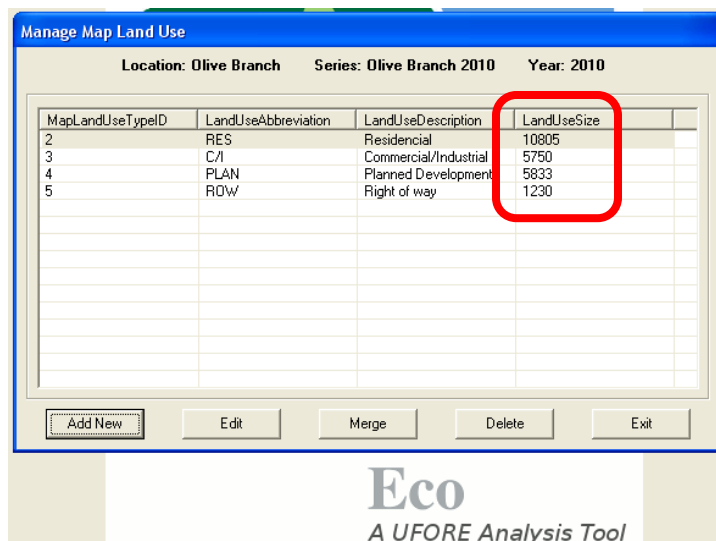 Manage Map Land Use
Location: Olive Branch Series: Olive Branch 2010 Year: 2010
MapLandUseTypeID LandUseAbbreviation LandUseDescription LandUseSize
2 RES Residencial 10805
3 C/I Commercial/Industrial 5750
4 PLAN Planned Development 5833
5 ROW Right of way 1230
Add New Edit Merge Delete Exit
Eco
A UFORE Analysis Tool